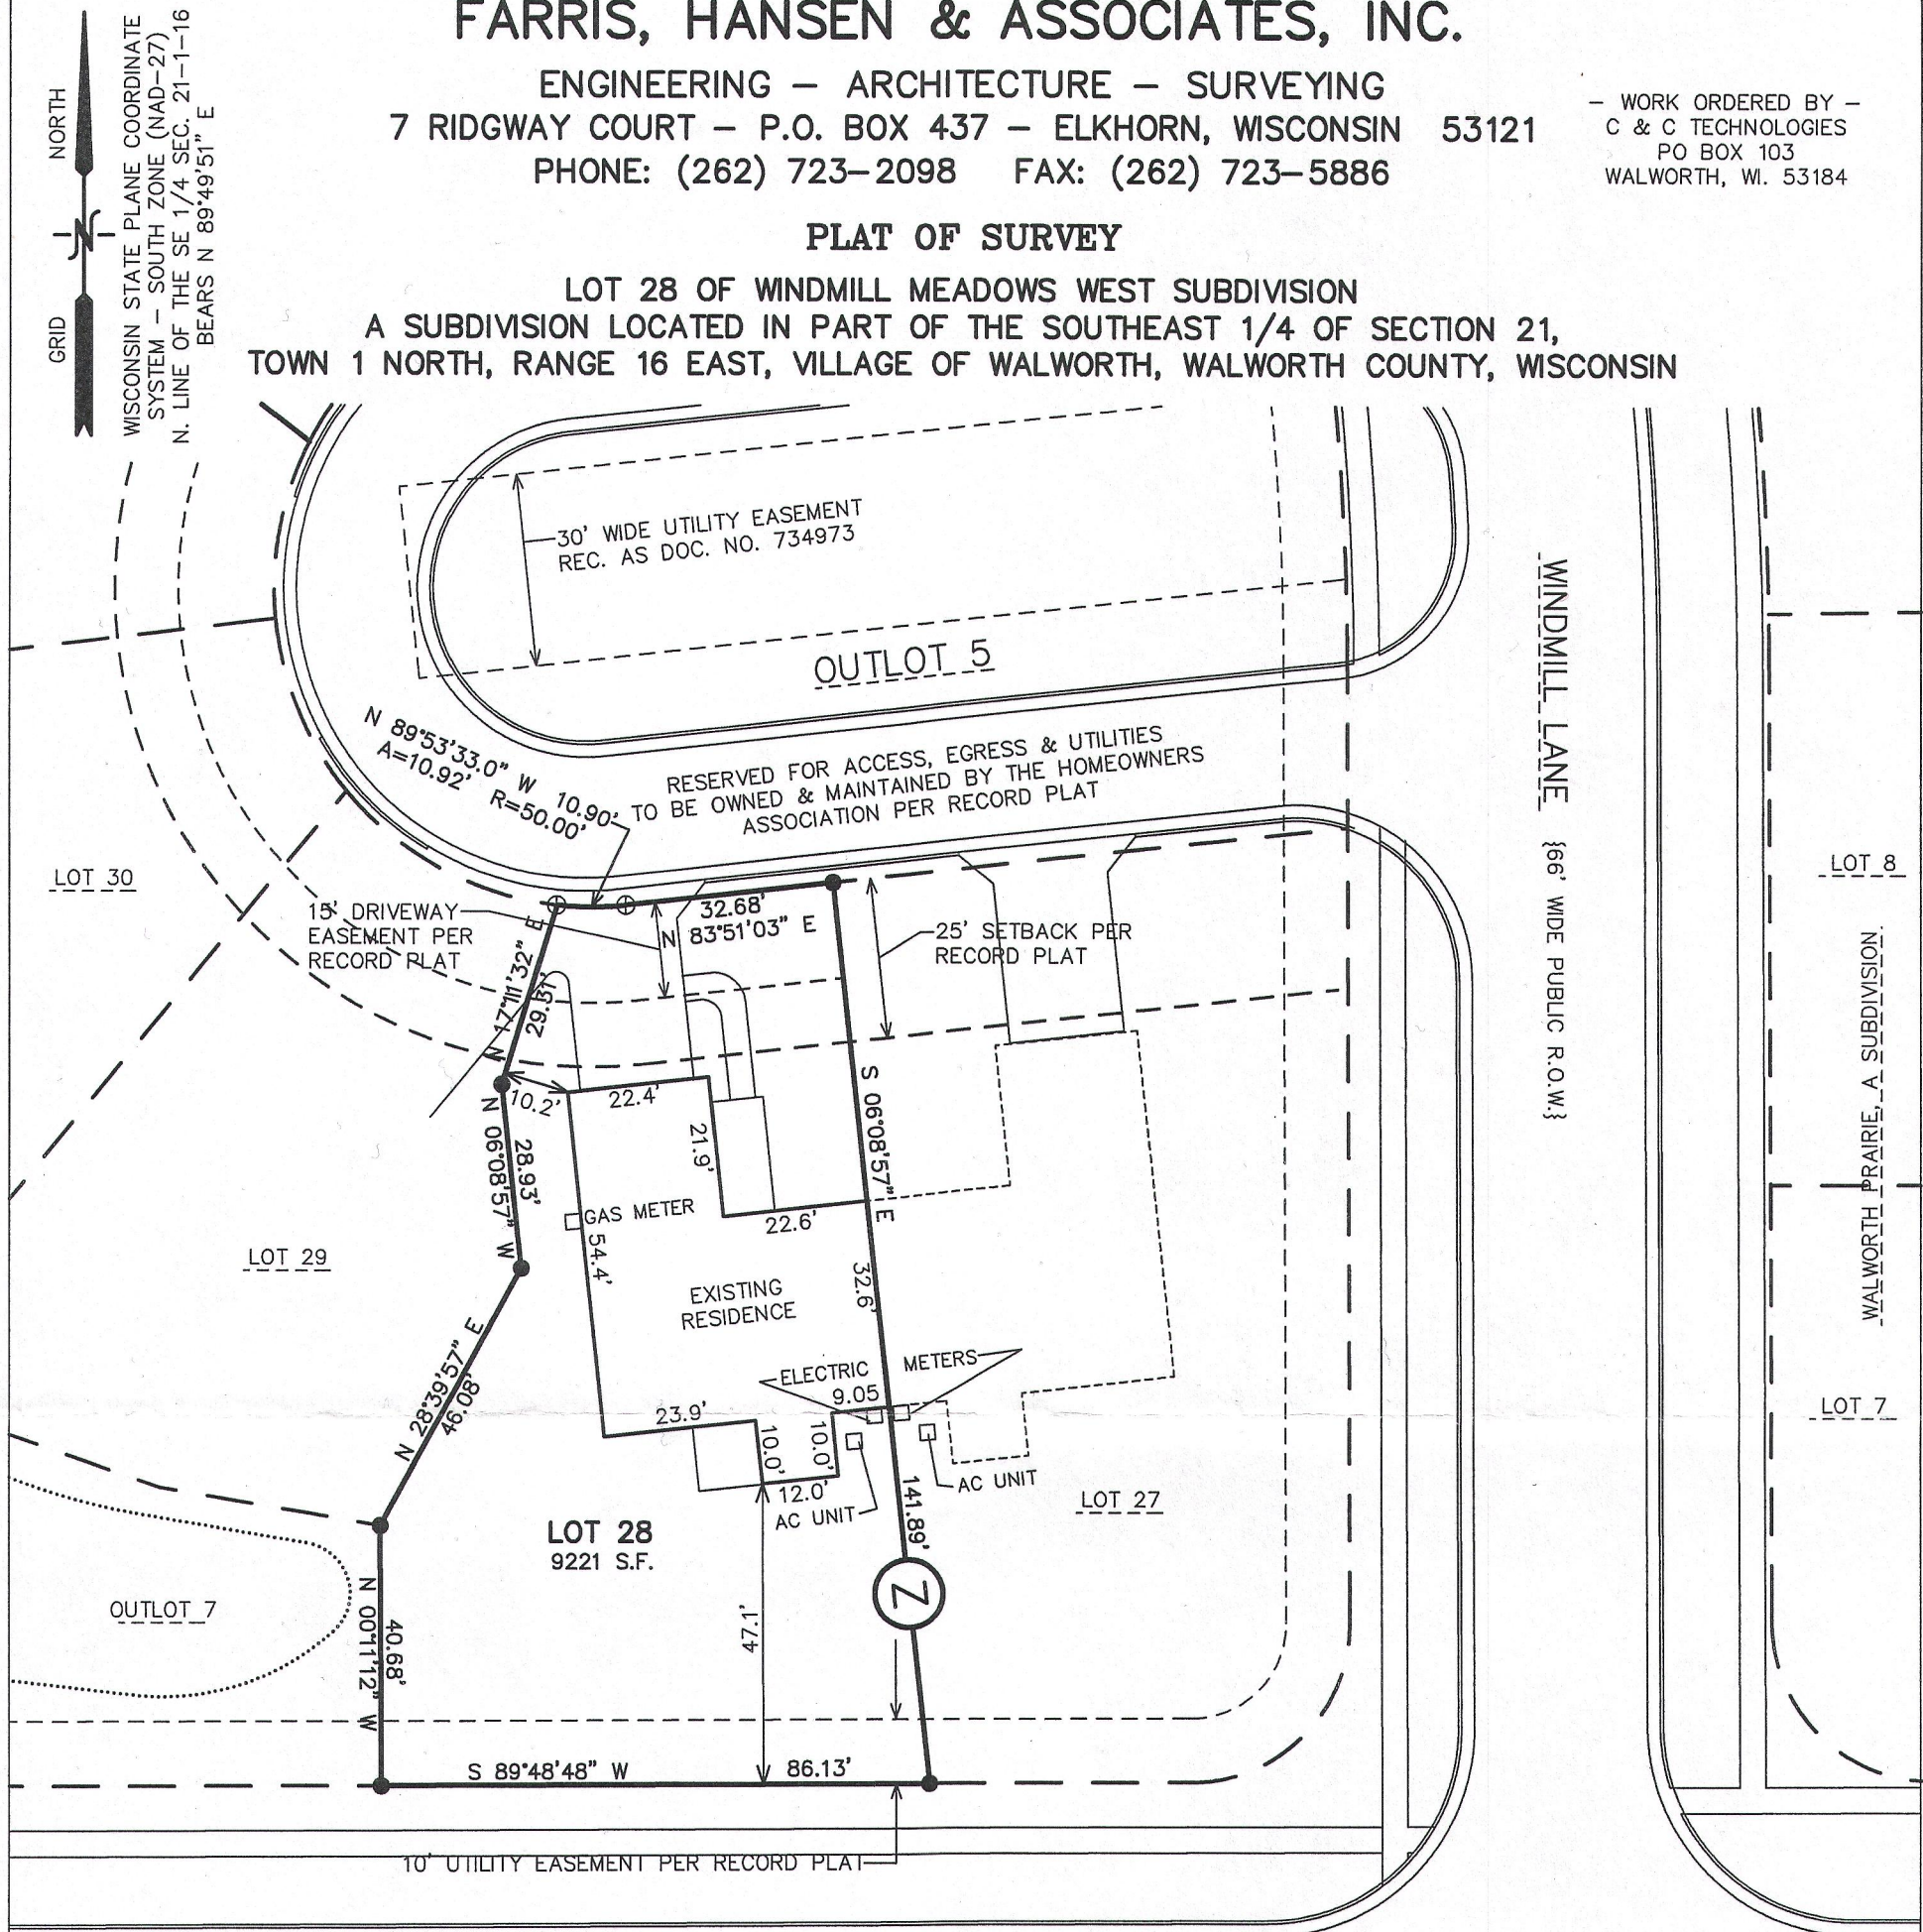 FARRIS, HANSEN & ASSOCIATES, INC.
ENGINEERING – ARCHITECTURE – SURVEYING
7 RIDGWAY COURT – P.O. BOX 437 – ELKHORN, WISCONSIN 53121
PHONE: (262) 723–2098 FAX: (262) 723–5886
– WORK ORDERED BY –
C & C TECHNOLOGIES
PO BOX 103
WALWORTH, WI. 53184
NORTH
N
GRID
WISCONSIN STATE PLANE COORDINATE
SYSTEM – SOUTH ZONE (NAD–27)
N. LINE OF THE SE 1/4 SEC. 21–1–16
BEARS N 89°49'51" E
PLAT OF SURVEY
LOT 28 OF WINDMILL MEADOWS WEST SUBDIVISION
A SUBDIVISION LOCATED IN PART OF THE SOUTHEAST 1/4 OF SECTION 21,
TOWN 1 NORTH, RANGE 16 EAST, VILLAGE OF WALWORTH, WALWORTH COUNTY, WISCONSIN
30' WIDE UTILITY EASEMENT
REC. AS DOC. NO. 734973
OUTLOT 5
N 89°53'33.0" W 10.90'
A=10.92' R=50.00'
RESERVED FOR ACCESS, EGRESS & UTILITIES
TO BE OWNED & MAINTAINED BY THE HOMEOWNERS
ASSOCIATION PER RECORD PLAT
WINDMILL LANE {66' WIDE PUBLIC R.O.W.}
LOT 30
LOT 8
15' DRIVEWAY
EASEMENT PER
RECORD PLAT
32.68'
N 83°51'03" E
25' SETBACK PER
RECORD PLAT
N 17°11'32" E
29.31'
10.2'
22.4'
21.9'
N 06°08'57" W
28.93'
S 06°08'57" E
GAS METER
54.4'
22.6'
32.6'
LOT 29
EXISTING
RESIDENCE
WALWORTH PRAIRIE, A SUBDIVISION
N 28°39'57" E
46.08'
ELECTRIC METERS
9.05
23.9'
10.0'
10.0'
12.0'
AC UNIT
AC UNIT
141.89'
LOT 27
LOT 7
LOT 28
9221 S.F.
OUTLOT 7
N 00°11'12" W
40.68'
47.1'
Z
S 89°48'48" W 86.13'
10' UTILITY EASEMENT PER RECORD PLAT